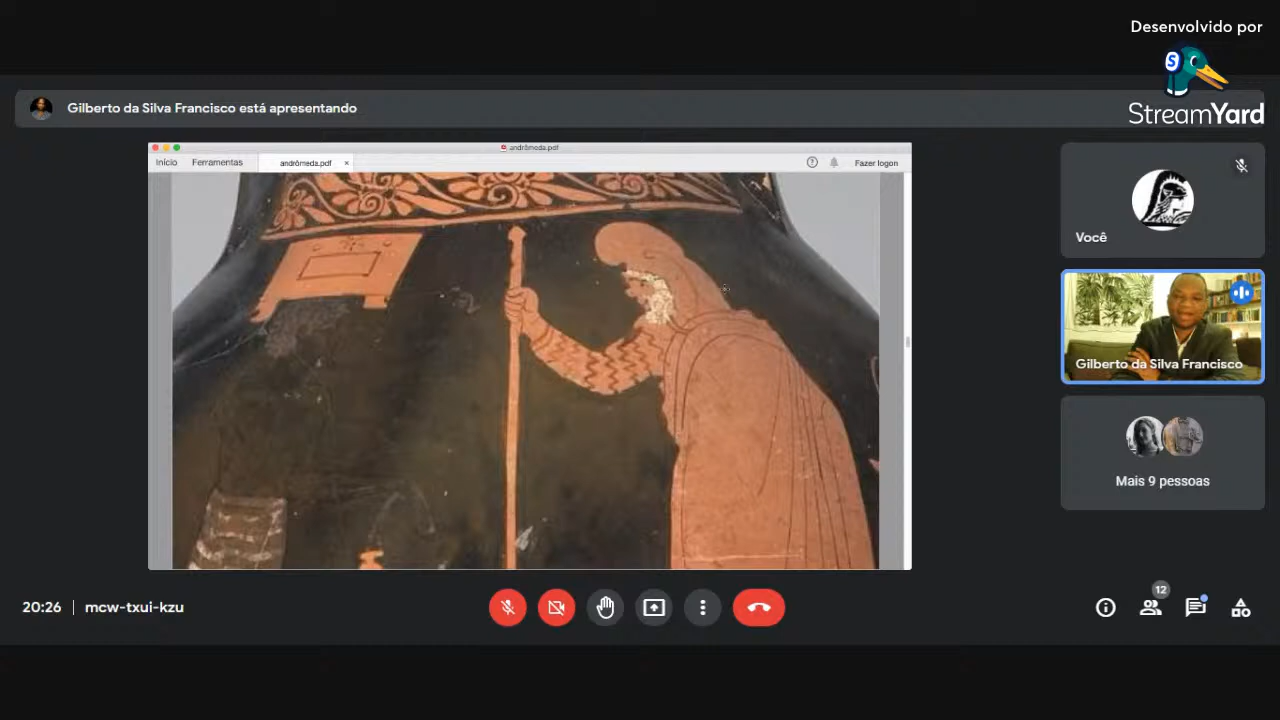 Desenvolvido por
S
StreamYard
Gilberto da Silva Francisco está apresentando
andrômeda.pdf
Início
Ferramentas
andrômeda.pdf ×
?
Fazer logon
Você
Gilberto da Silva Francisco
Mais 9 pessoas
20:26 | mcw-txui-kzu
12